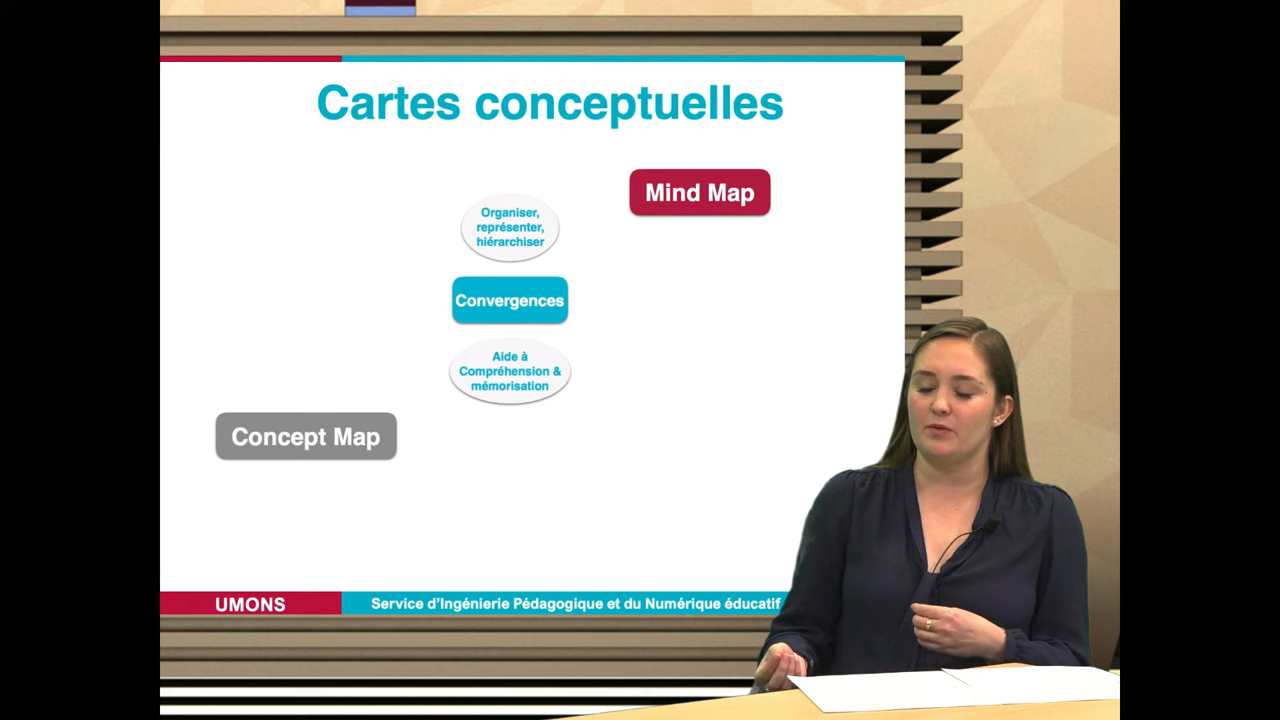 Cartes conceptuelles
Mind Map
Organiser,
représenter,
hiérarchiser
Convergences
Aide à
Compréhension &
mémorisation
Concept Map
UMONS
Service d'Ingénierie Pédagogique et du Numérique éducatif